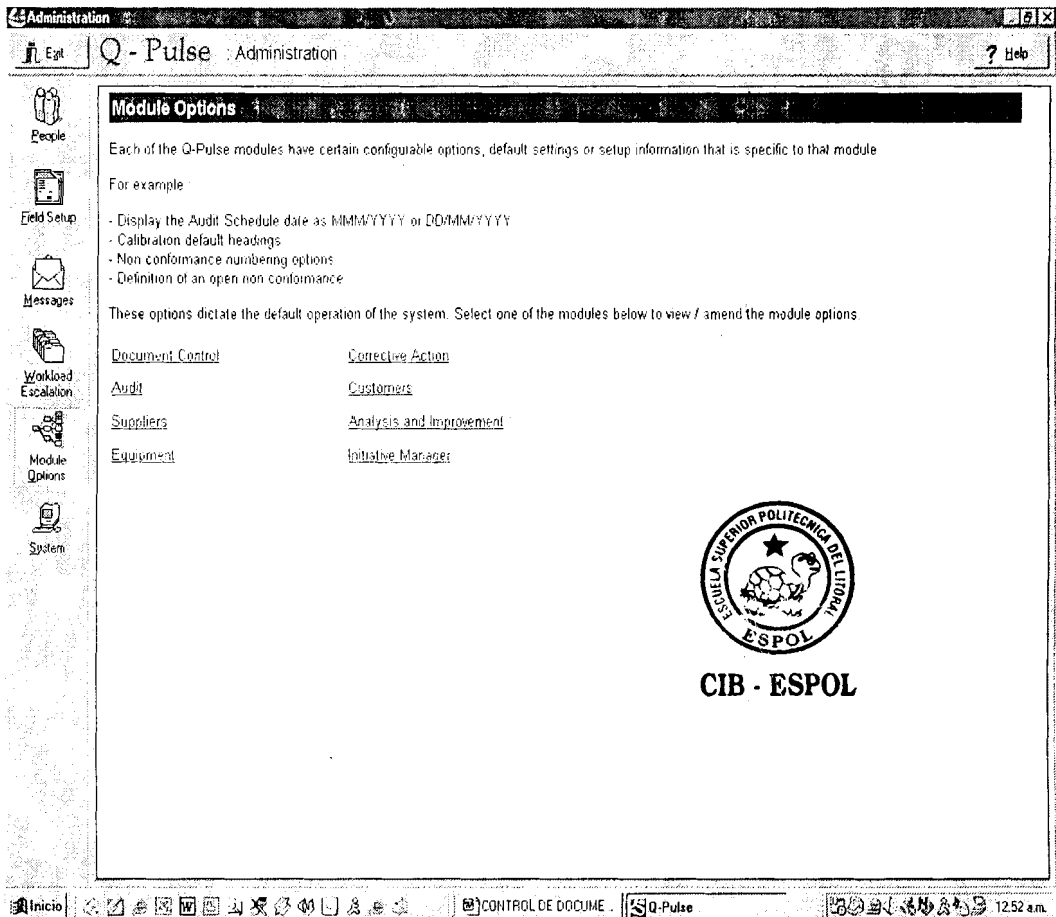 Administration
Exit
Q - Pulse : Administration
? Help
People
Field Setup
Messages
Workload
Escalation
Module
Options
System
Module Options
Each of the Q-Pulse modules have certain configurable options, default settings or setup information that is specific to that module
For example :
- Display the Audit Schedule date as MMM/YYYY or DD/MM/YYYY
- Calibration default headings
- Non conformance numbering options
- Definition of an open non conformance
These options dictate the default operation of the system. Select one of the modules below to view / amend the module options.
Document Control
Corrective Action
Audit
Customers
Suppliers
Analysis and Improvement
Equipment
Initiative Manager
ESCUELA SUPERIOR POLITECNICA DEL LITORAL
ESPOL
CIB - ESPOL
Inicio
CONTROL DE DOCUME...
Q-Pulse
12:52 a.m.